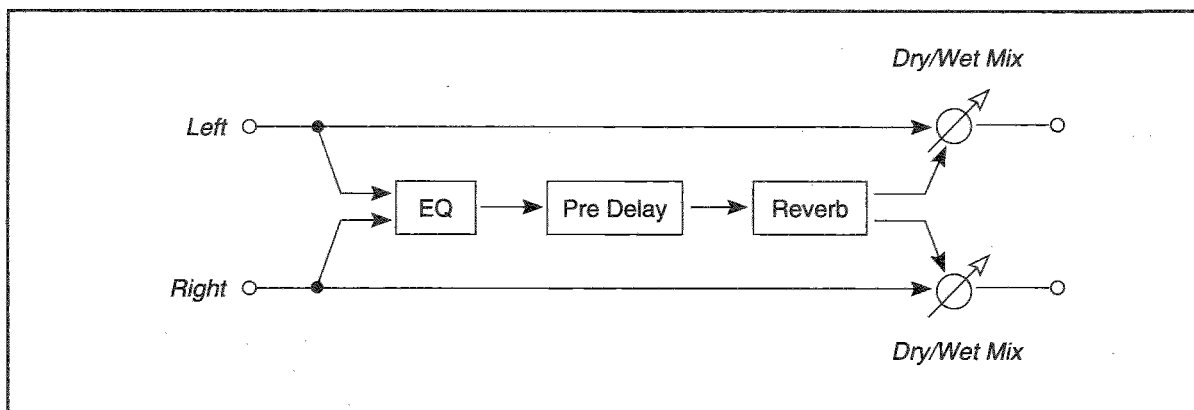 Dry/Wet Mix
Left
EQ
Pre Delay
Reverb
Right
Dry/Wet Mix